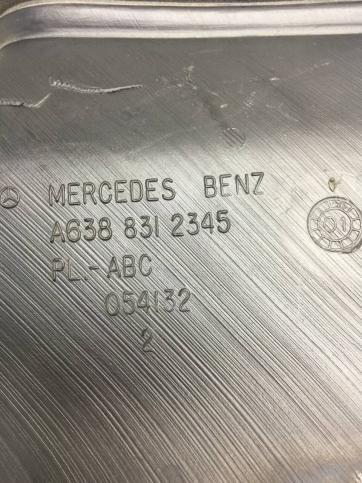 MERCEDES BENZ
A638 831 2345
PL.-ABC
054132
2